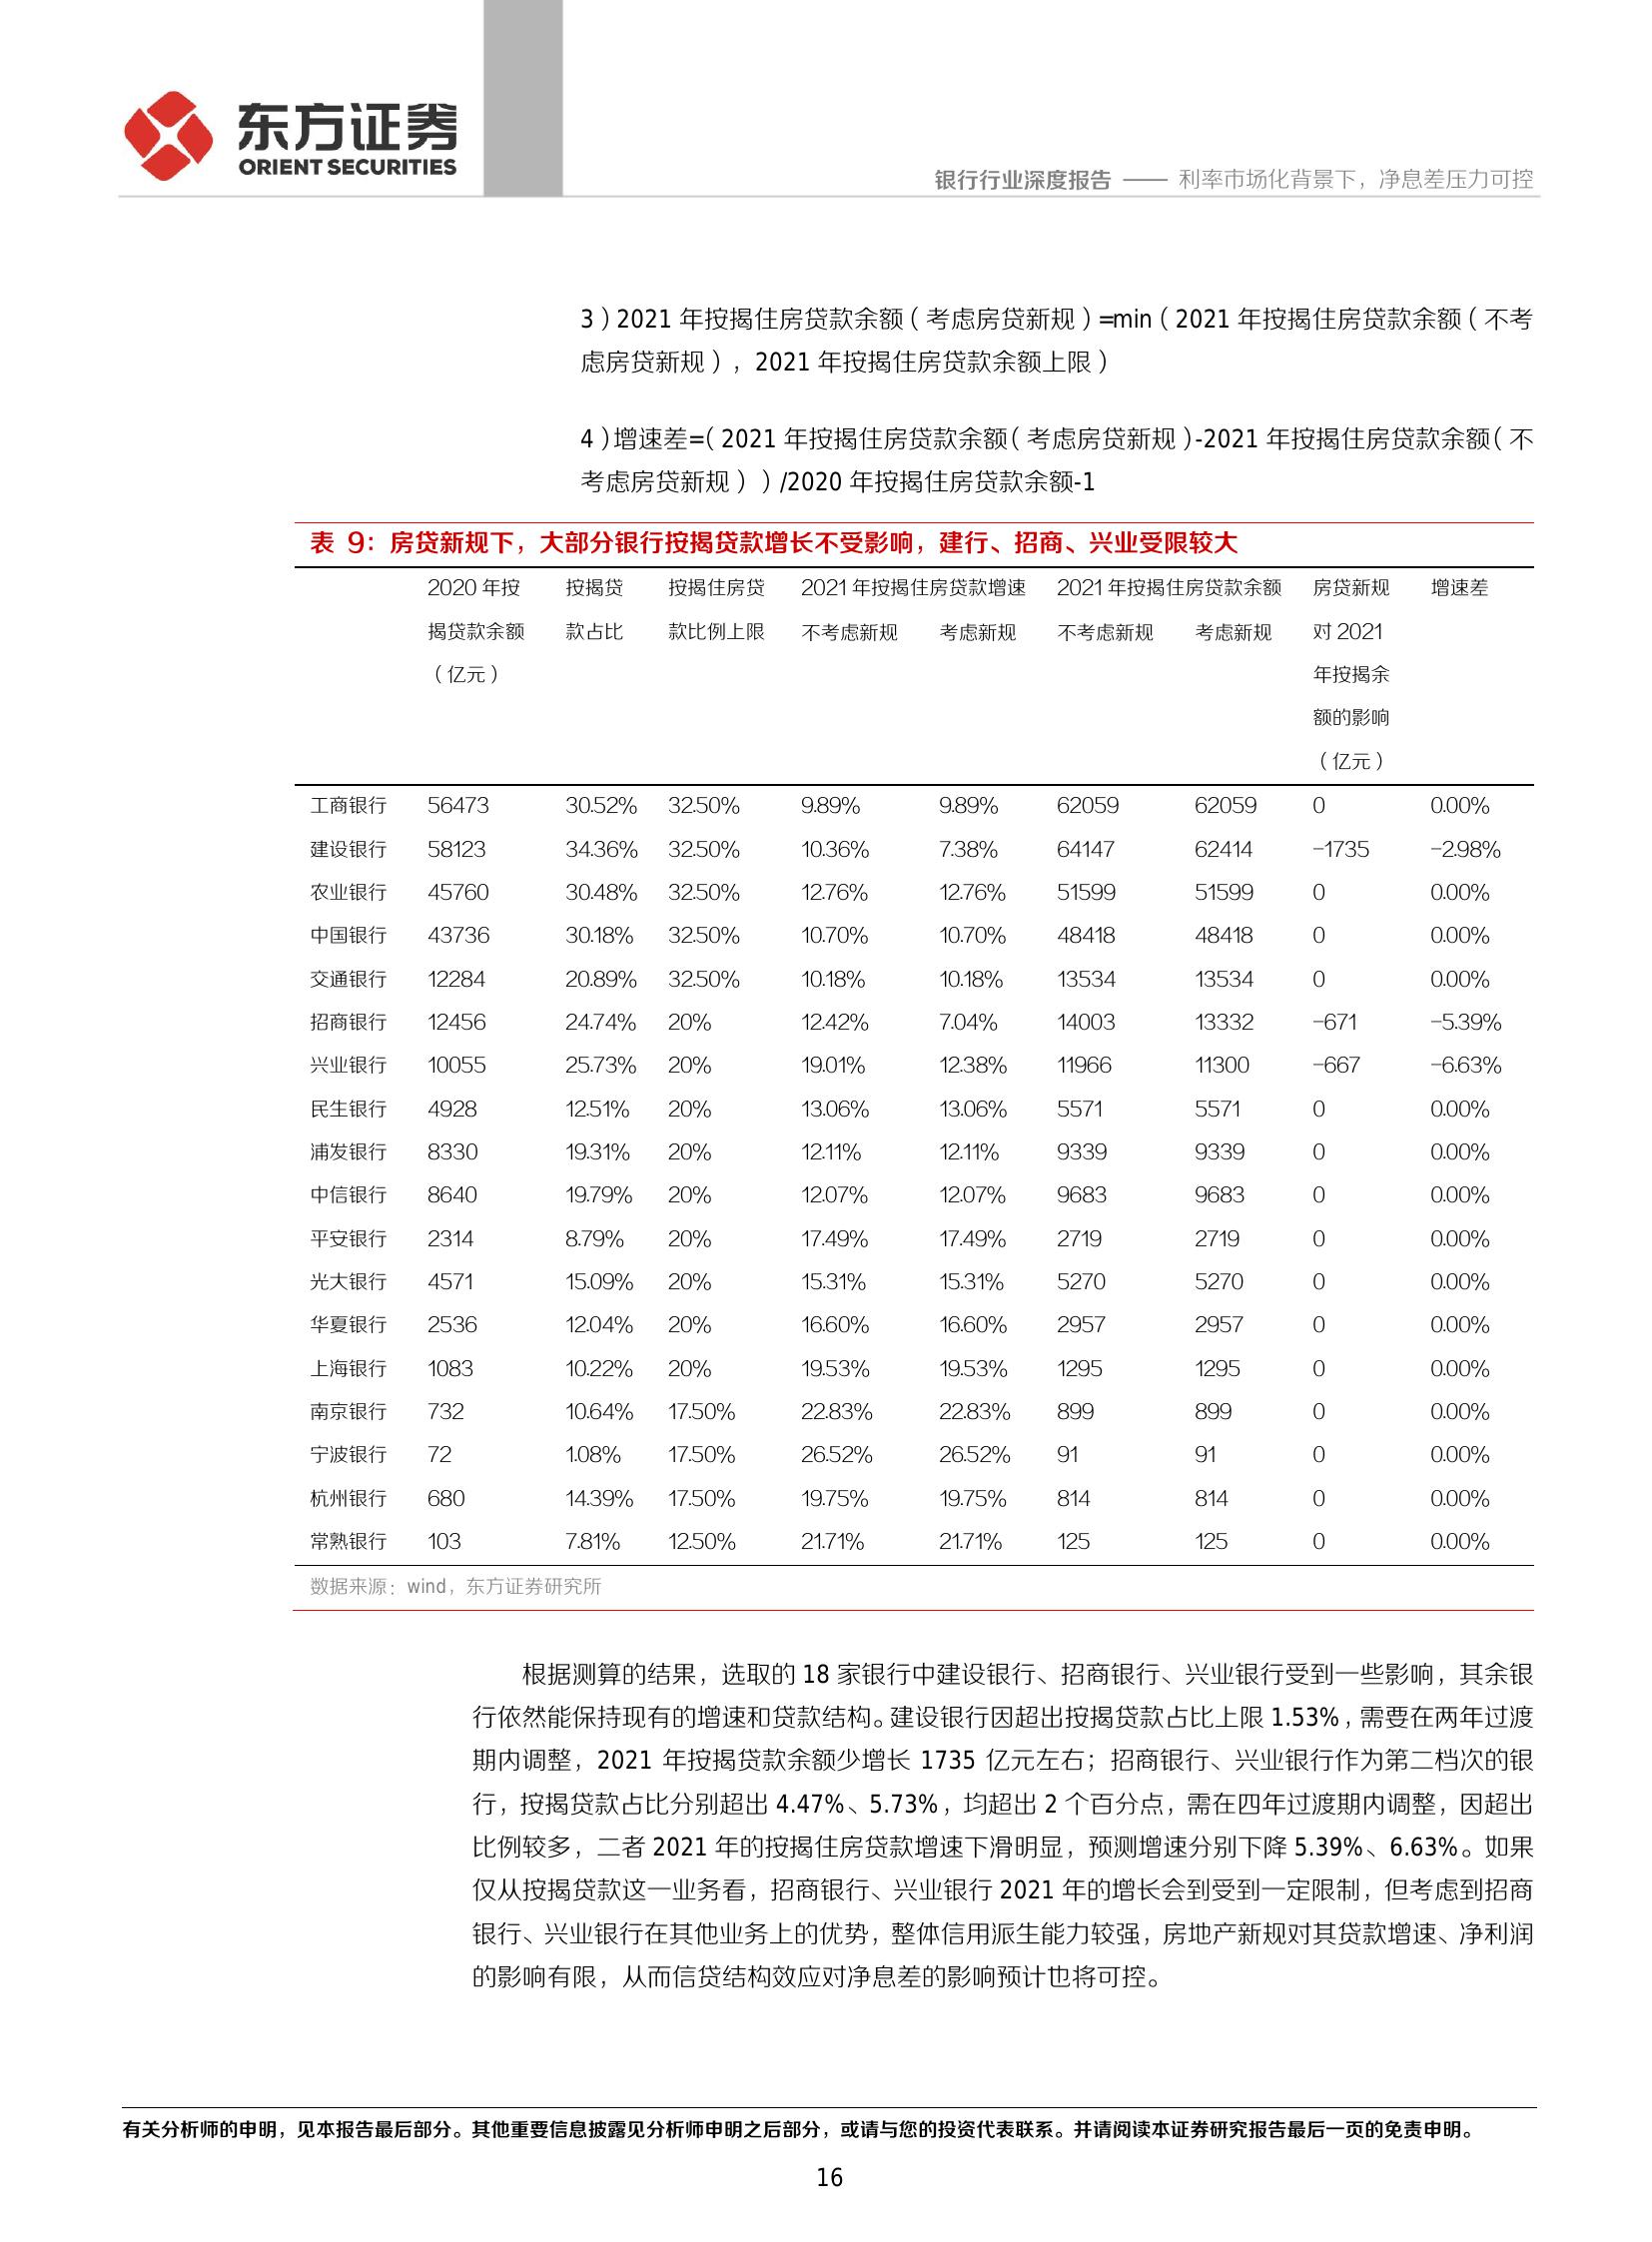 东方证券
ORIENT SECURITIES
银行行业深度报告 —— 利率市场化背景下，净息差压力可控
3）2021 年按揭住房贷款余额（考虑房贷新规）=min（2021 年按揭住房贷款余额（不考
虑房贷新规），2021 年按揭住房贷款余额上限）
4）增速差=（2021 年按揭住房贷款余额（考虑房贷新规）-2021 年按揭住房贷款余额（不
考虑房贷新规））/2020 年按揭住房贷款余额-1
表 9：房贷新规下，大部分银行按揭贷款增长不受影响，建行、招商、兴业受限较大
2020 年按 按揭贷 按揭住房贷 2021 年按揭住房贷款增速 2021 年按揭住房贷款余额 房贷新规 增速差
揭贷款余额 款占比 款比例上限 不考虑新规 考虑新规 不考虑新规 考虑新规 对 2021
（亿元） 年按揭余
额的影响
（亿元）
工商银行 56473 30.52% 32.50% 9.89% 9.89% 62059 62059 0 0.00%
建设银行 58123 34.36% 32.50% 10.36% 7.38% 64147 62414 -1735 -2.98%
农业银行 45760 30.48% 32.50% 12.76% 12.76% 51599 51599 0 0.00%
中国银行 43736 30.18% 32.50% 10.70% 10.70% 48418 48418 0 0.00%
交通银行 12284 20.89% 32.50% 10.18% 10.18% 13534 13534 0 0.00%
招商银行 12456 24.74% 20% 12.42% 7.04% 14003 13332 -671 -5.39%
兴业银行 10055 25.73% 20% 19.01% 12.38% 11966 11300 -667 -6.63%
民生银行 4928 12.51% 20% 13.06% 13.06% 5571 5571 0 0.00%
浦发银行 8330 19.31% 20% 12.11% 12.11% 9339 9339 0 0.00%
中信银行 8640 19.79% 20% 12.07% 12.07% 9683 9683 0 0.00%
平安银行 2314 8.79% 20% 17.49% 17.49% 2719 2719 0 0.00%
光大银行 4571 15.09% 20% 15.31% 15.31% 5270 5270 0 0.00%
华夏银行 2536 12.04% 20% 16.60% 16.60% 2957 2957 0 0.00%
上海银行 1083 10.22% 20% 19.53% 19.53% 1295 1295 0 0.00%
南京银行 732 10.64% 17.50% 22.83% 22.83% 899 899 0 0.00%
宁波银行 72 1.08% 17.50% 26.52% 26.52% 91 91 0 0.00%
杭州银行 680 14.39% 17.50% 19.75% 19.75% 814 814 0 0.00%
常熟银行 103 7.81% 12.50% 21.71% 21.71% 125 125 0 0.00%
数据来源：wind，东方证券研究所
根据测算的结果，选取的 18 家银行中建设银行、招商银行、兴业银行受到一些影响，其余银
行依然能保持现有的增速和贷款结构。建设银行因超出按揭贷款占比上限 1.53%，需要在两年过渡
期内调整，2021 年按揭贷款余额少增长 1735 亿元左右；招商银行、兴业银行作为第二档次的银
行，按揭贷款占比分别超出 4.47%、5.73%，均超出 2 个百分点，需在四年过渡期内调整，因超出
比例较多，二者 2021 年的按揭住房贷款增速下滑明显，预测增速分别下降 5.39%、6.63%。如果
仅从按揭贷款这一业务看，招商银行、兴业银行 2021 年的增长会到受到一定限制，但考虑到招商
银行、兴业银行在其他业务上的优势，整体信用派生能力较强，房地产新规对其贷款增速、净利润
的影响有限，从而信贷结构效应对净息差的影响预计也将可控。
有关分析师的申明，见本报告最后部分。其他重要信息披露见分析师申明之后部分，或请与您的投资代表联系。并请阅读本证券研究报告最后一页的免责申明。
16